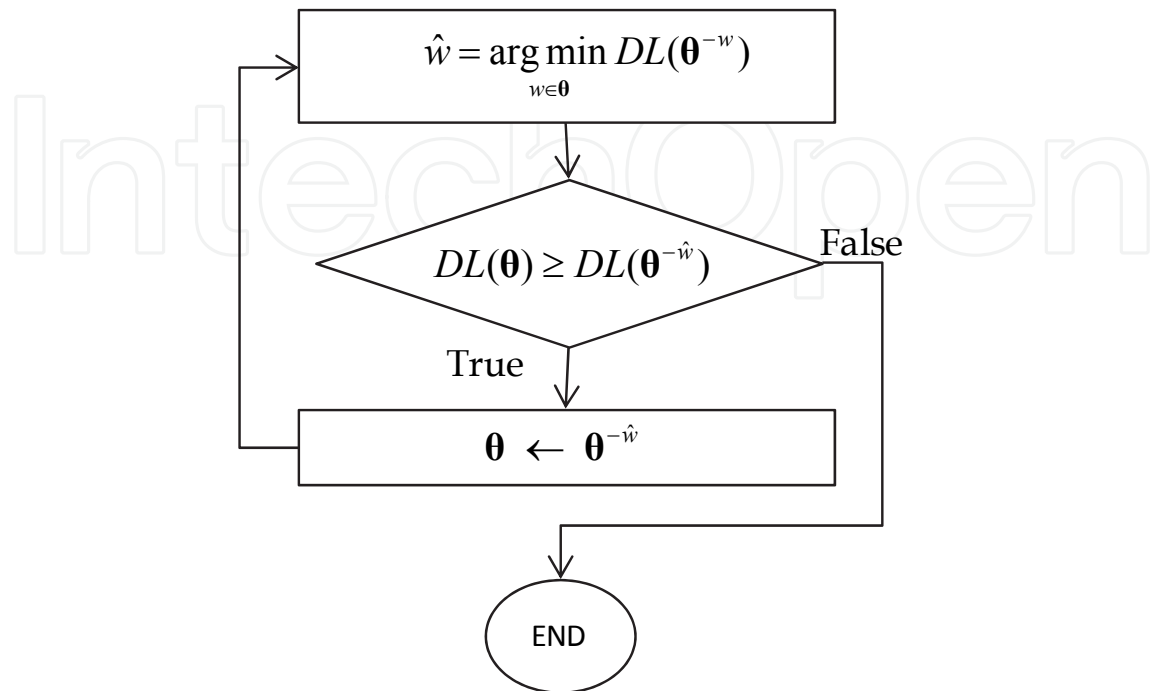 ŵ = arg min DL(θ⁻ʷ)
w∈θ
IntechOpen
DL(θ) ≥ DL(θ^{-ŵ})
False
True
θ ← θ^{-ŵ}
END